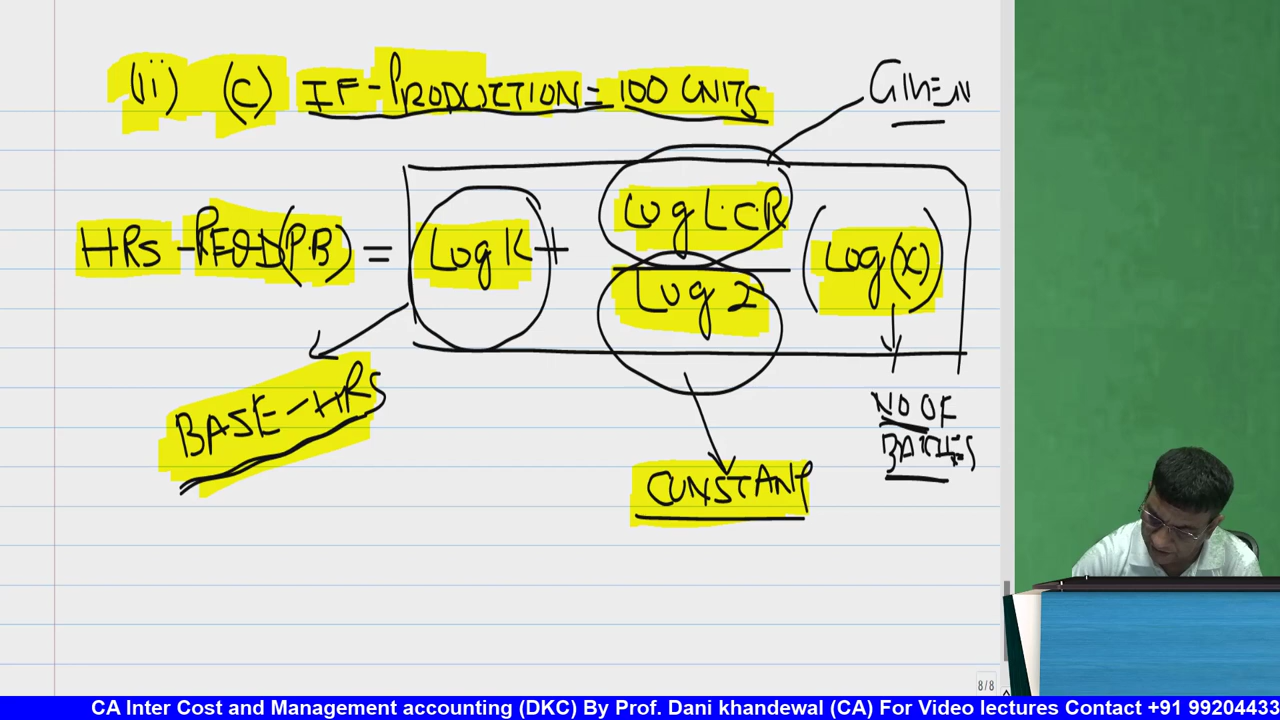 (ii) (C) IF - PRODUCTION = 100 UNITS
GIVEN
HRS - REQD (P.B) = Log K + Log L.C.R / Log 2 (Log(x))
BASE - HRS
NO OF
BATCHES
CONSTANT
8/8
CA Inter Cost and Management accounting (DKC) By Prof. Dani khandewal (CA) For Video lectures Contact +91 99204433